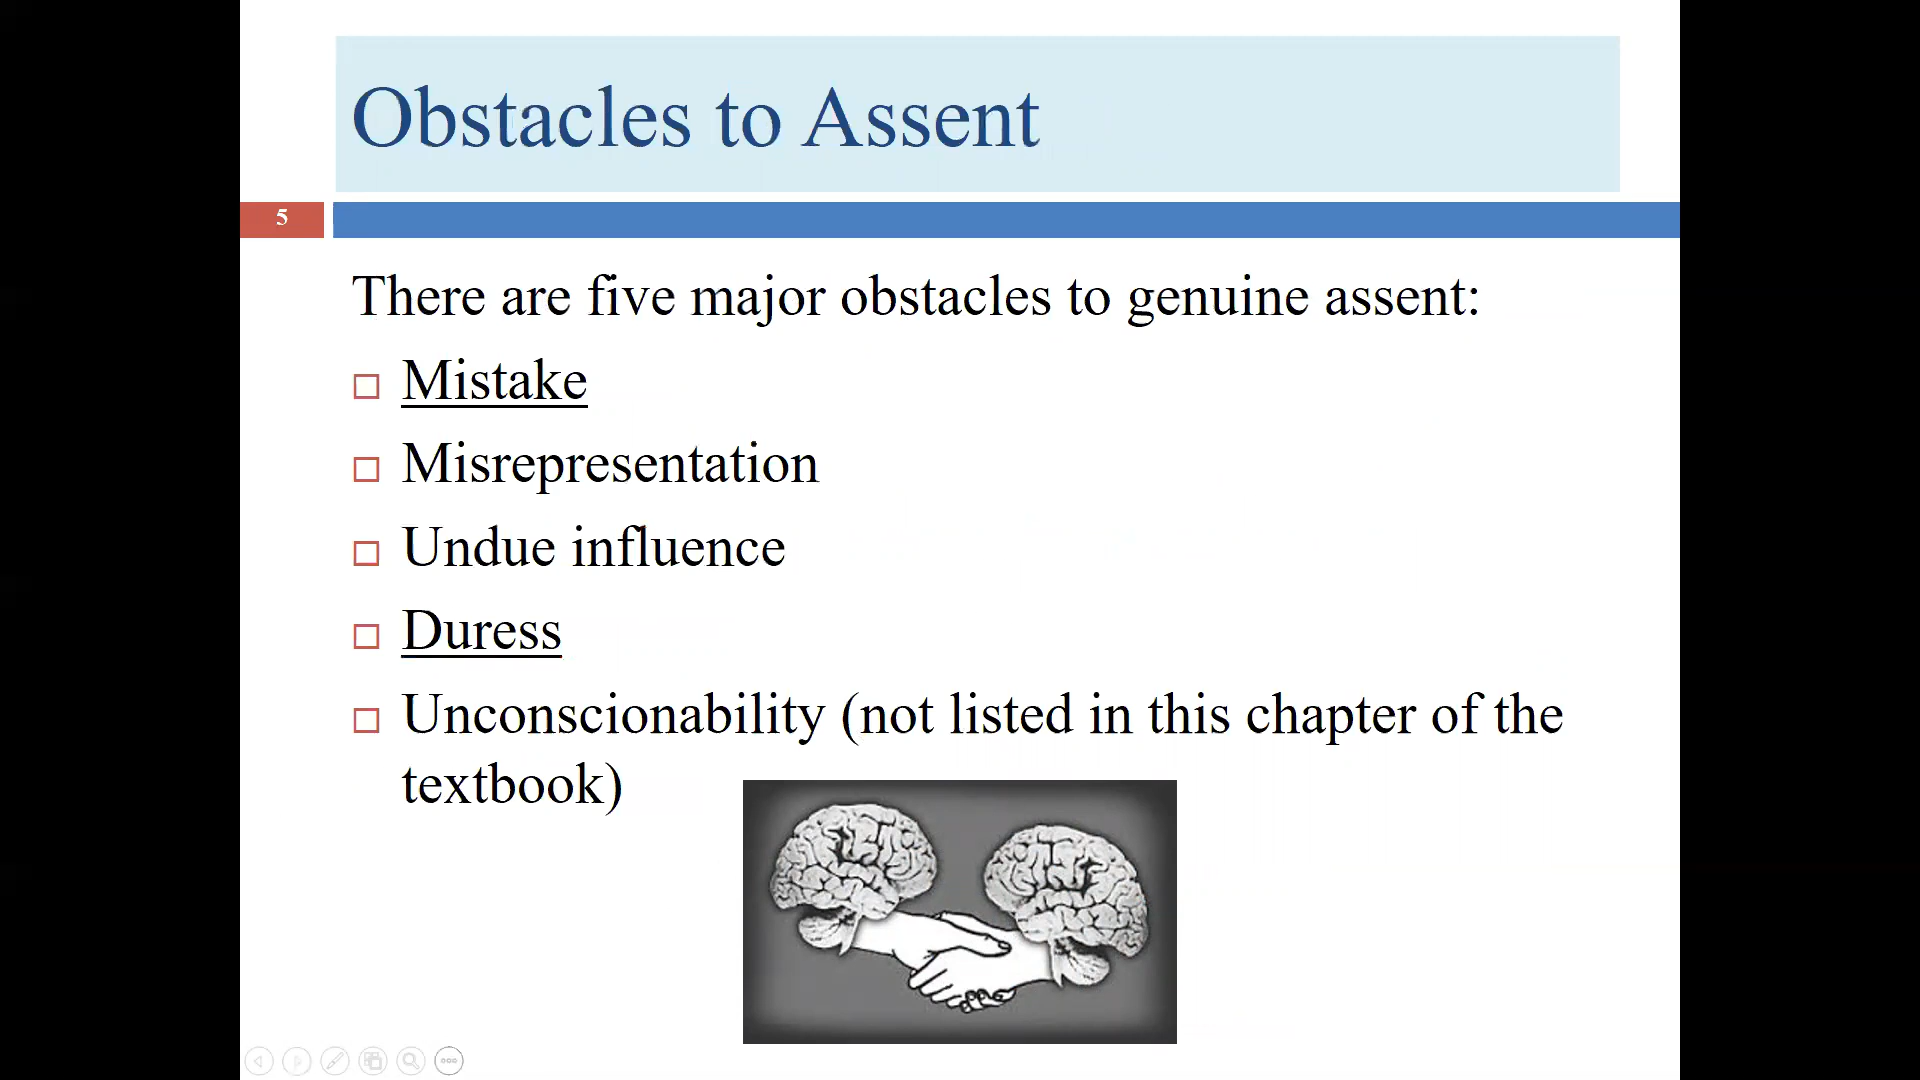 Obstacles to Assent
5
There are five major obstacles to genuine assent:
Mistake
Misrepresentation
Undue influence
Duress
Unconscionability (not listed in this chapter of the
textbook)